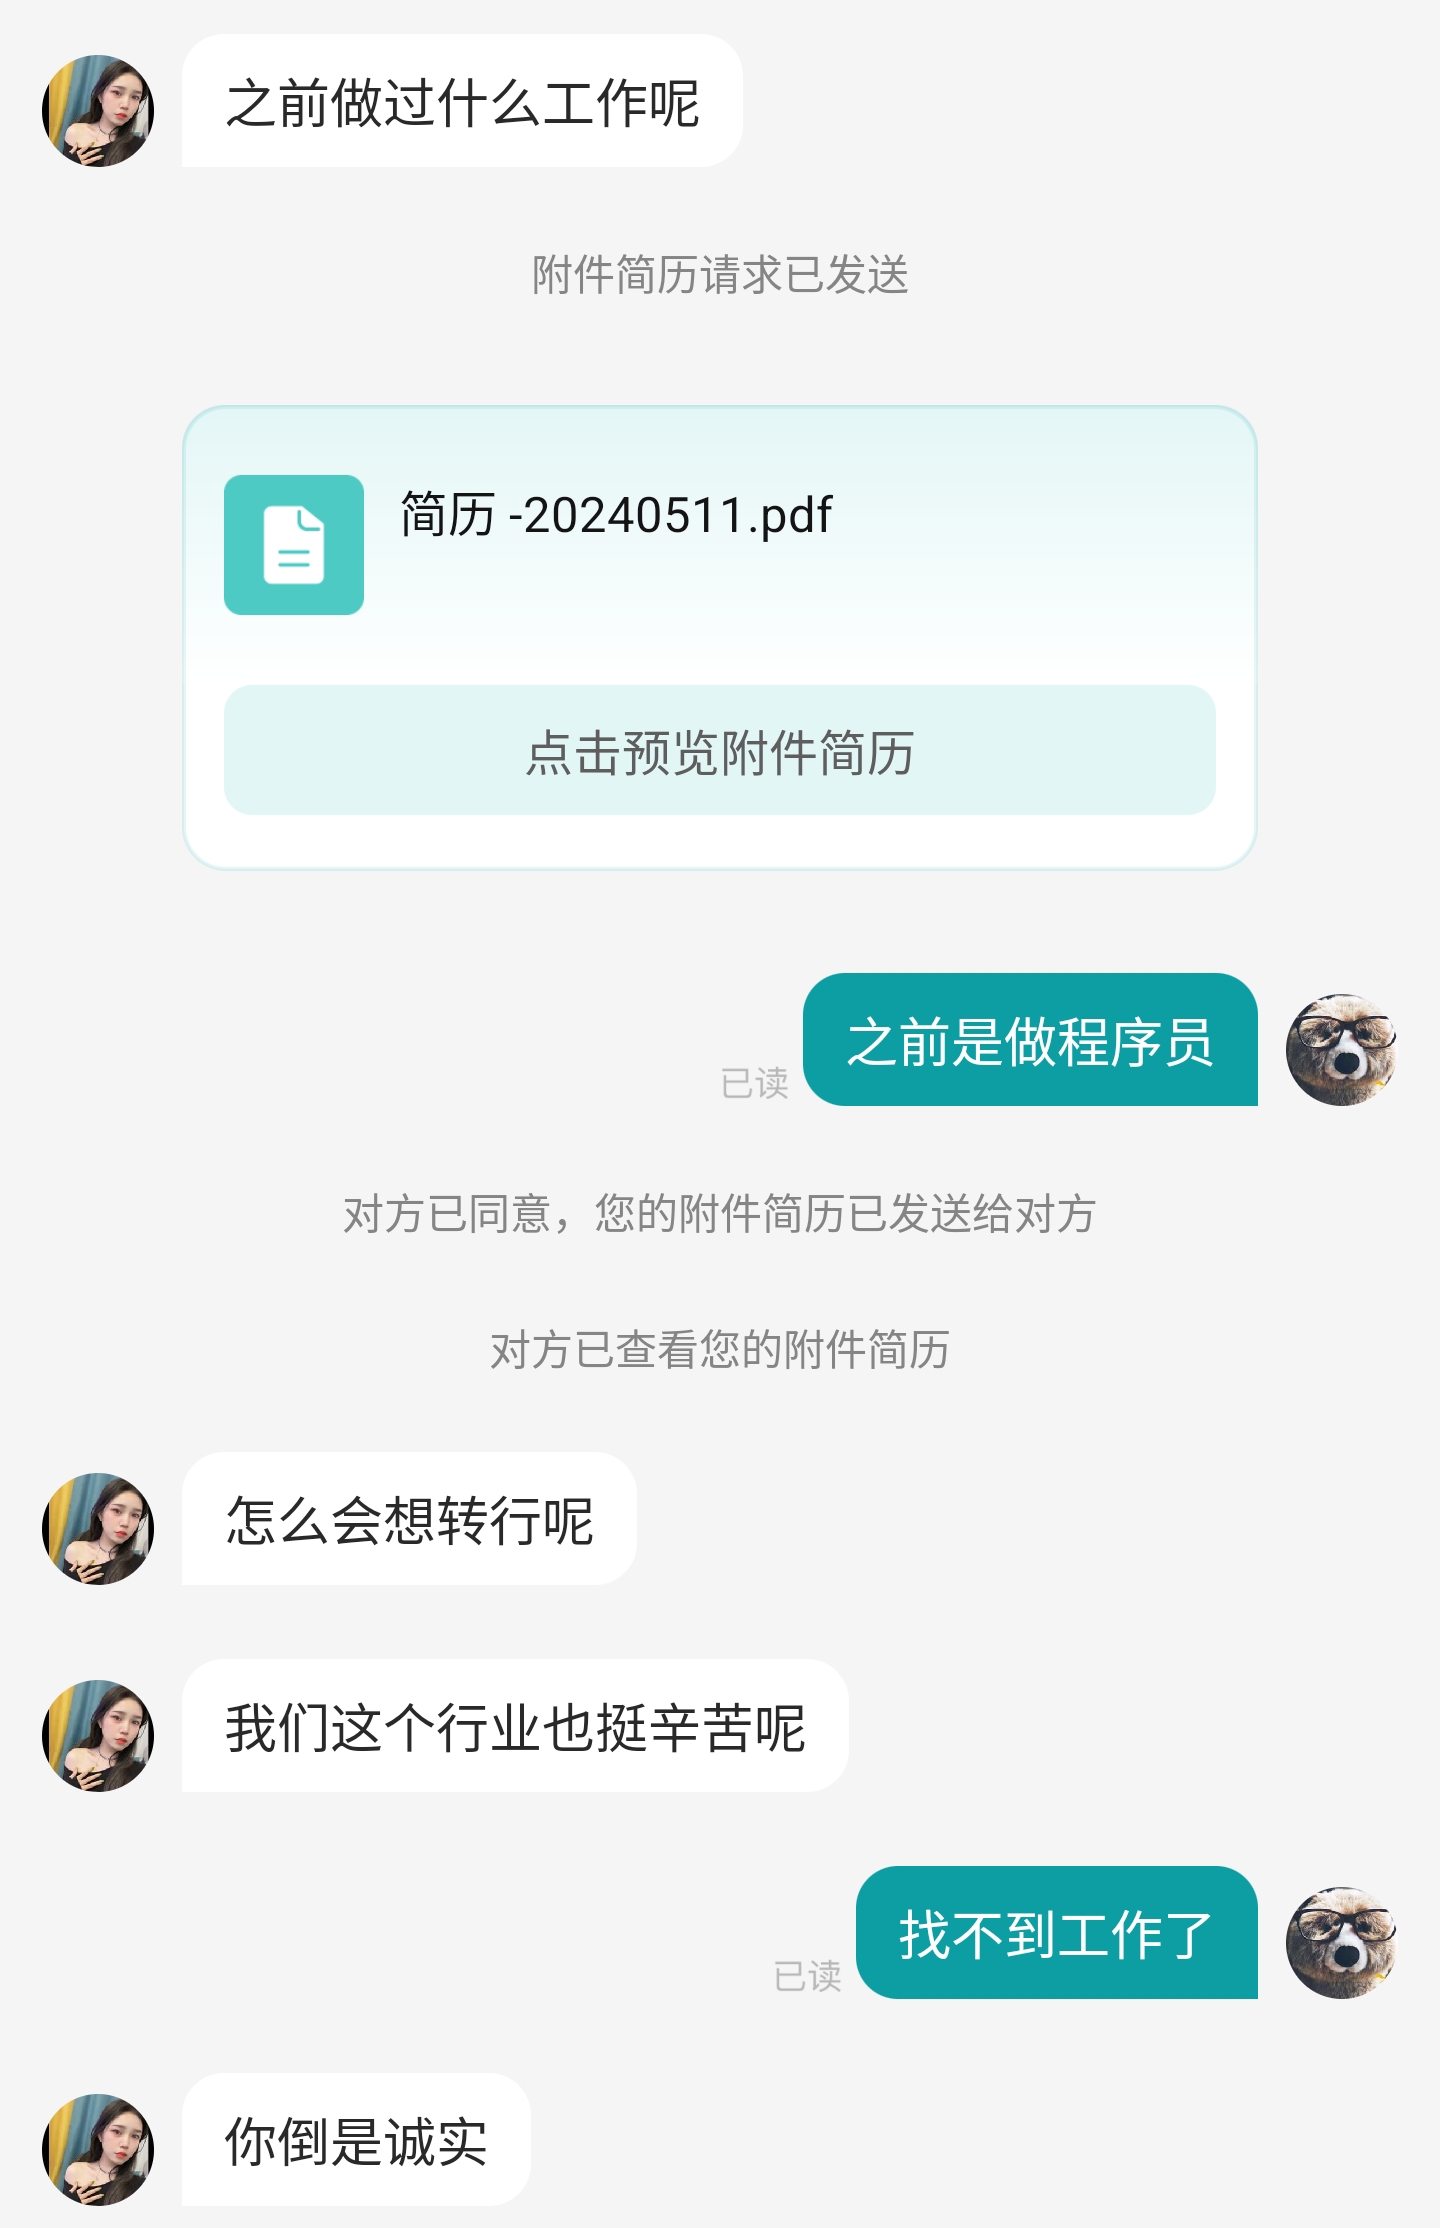 之前做过什么工作呢
附件简历请求已发送
简历 -20240511.pdf
点击预览附件简历
之前是做程序员
已读
对方已同意，您的附件简历已发送给对方
对方已查看您的附件简历
怎么会想转行呢
我们这个行业也挺辛苦呢
找不到工作了
已读
你倒是诚实